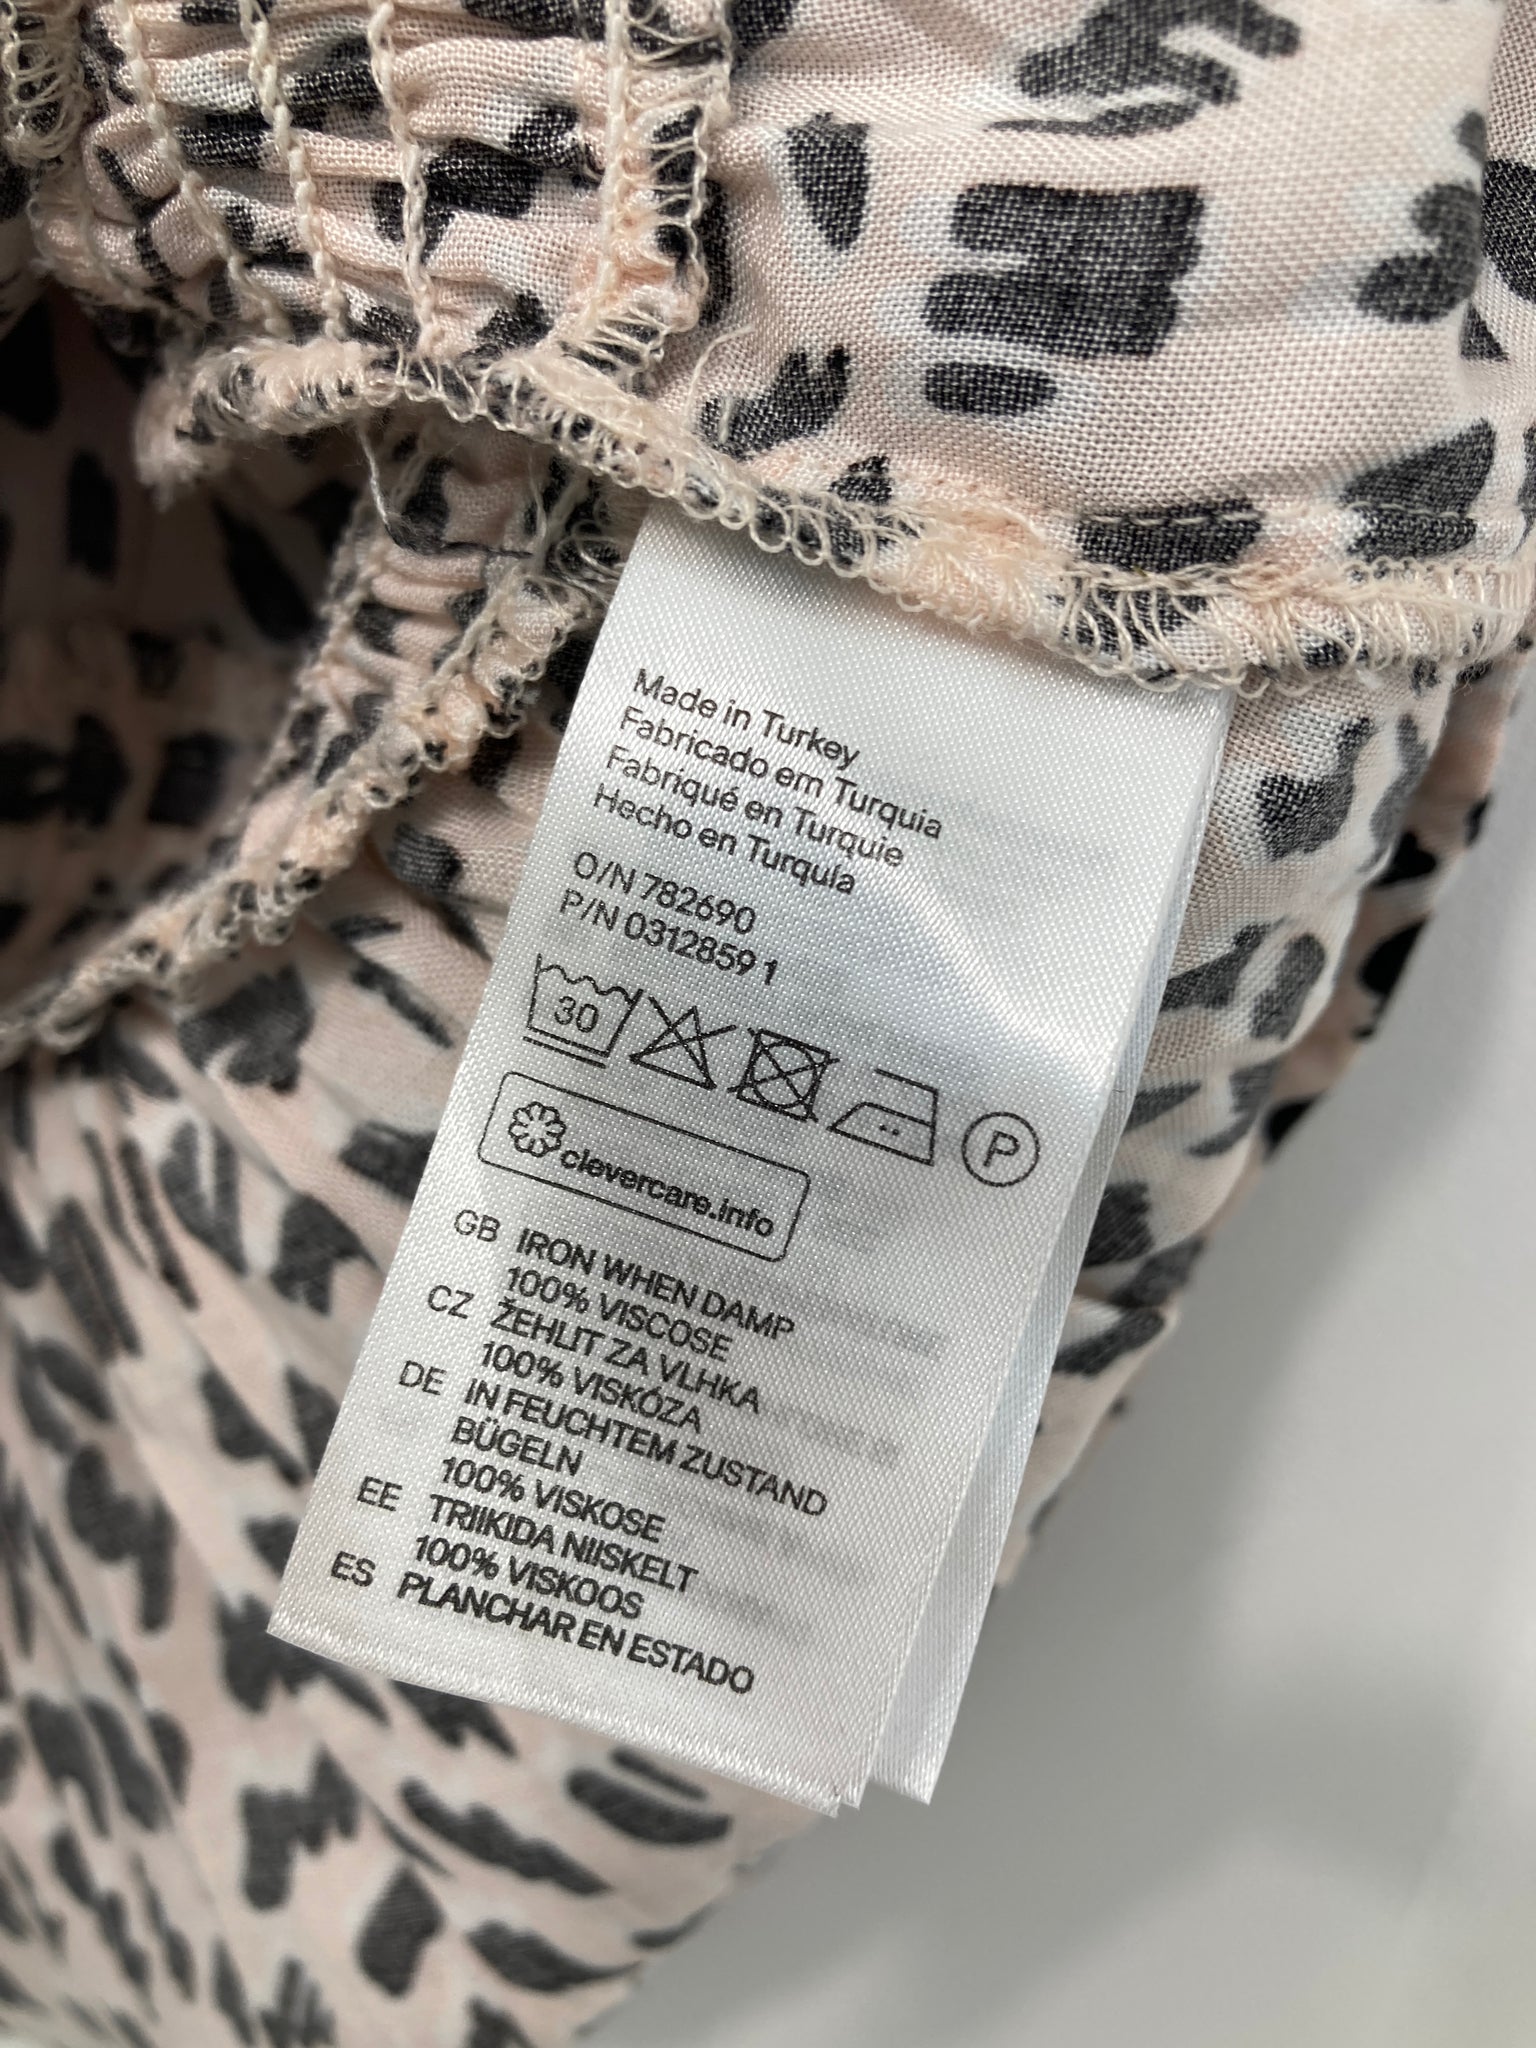 Made in Turkey
Fabricado em Turquia
Fabriqué en Turquie
Hecho en Turquía
O/N 782690
P/N 0312859 1
30
P
clevercare.info
GB IRON WHEN DAMP
100% VISCOSE
CZ ŽEHLIT ZA VLHKA
100% VISKÓZA
DE IN FEUCHTEM ZUSTAND
BÜGELN
100% VISKOSE
EE TRIIKIDA NIISKELT
100% VISKOOS
ES PLANCHAR EN ESTADO